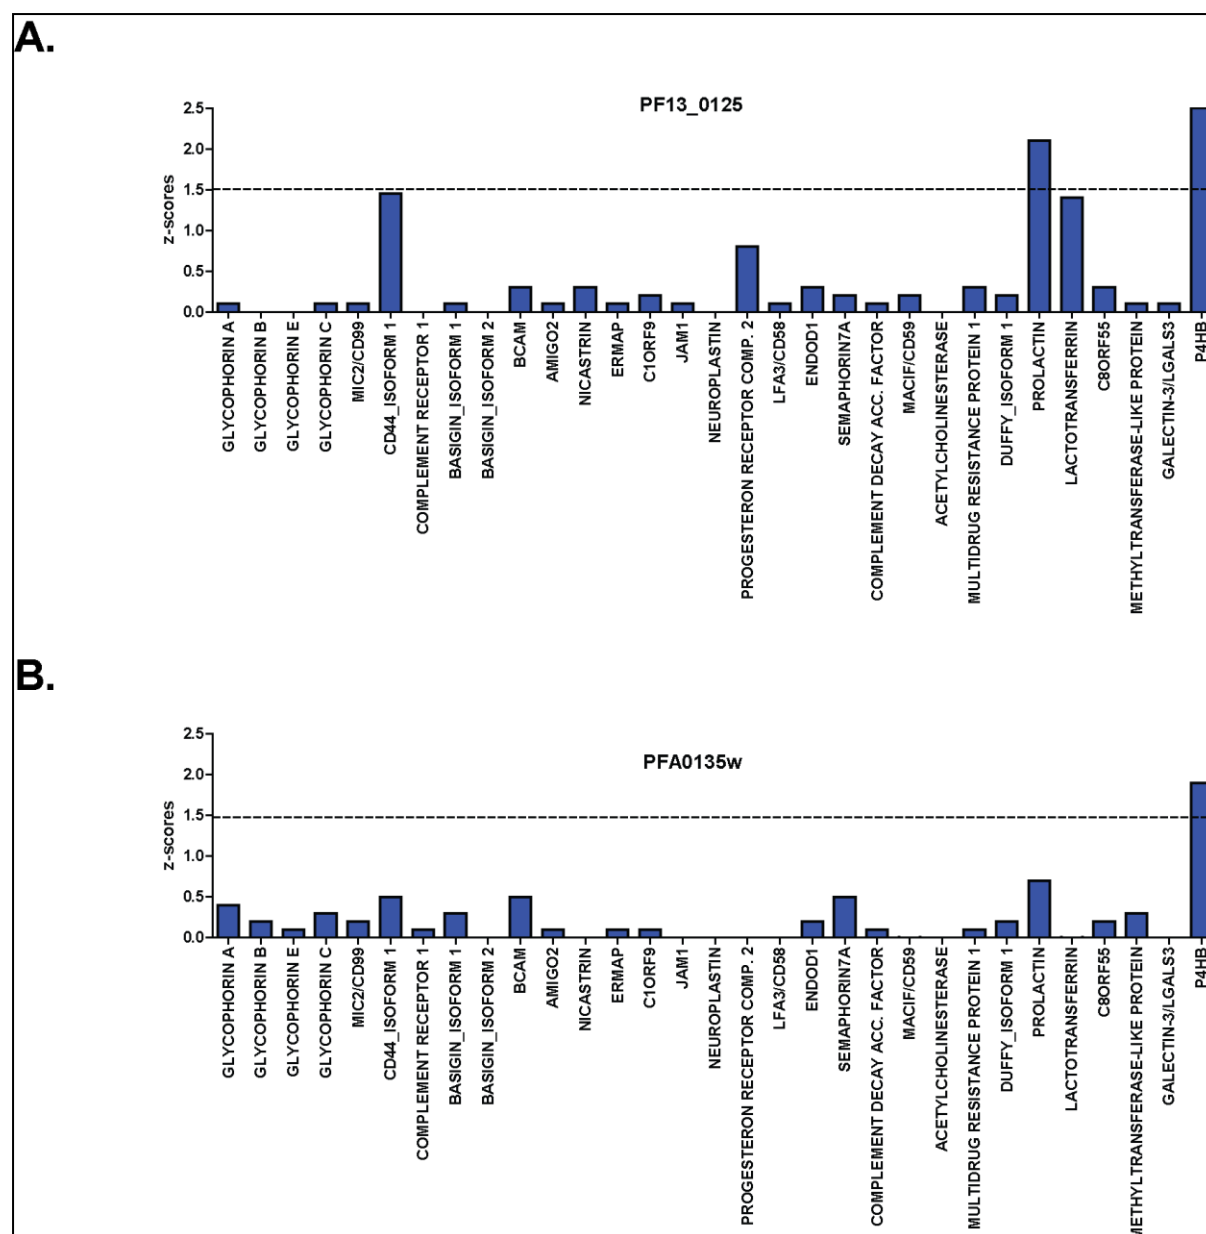 A.
PF13_0125
2.5
2.0
1.5
1.0
0.5
0.0
z-scores
GLYCOPHORIN A
GLYCOPHORIN B
GLYCOPHORIN E
GLYCOPHORIN C
MIC2/CD99
CD44_ISOFORM 1
COMPLEMENT RECEPTOR 1
BASIGIN_ISOFORM 1
BASIGIN_ISOFORM 2
BCAM
AMIGO2
NICASTRIN
ERMAP
C1ORF9
JAM1
NEUROPLASTIN
PROGESTERON RECEPTOR COMP. 2
LFA3/CD58
ENDOD1
SEMAPHORIN7A
COMPLEMENT DECAY ACC. FACTOR
MACIF/CD59
ACETYLCHOLINESTERASE
MULTIDRUG RESISTANCE PROTEIN 1
DUFFY_ISOFORM 1
PROLACTIN
LACTOTRANSFERRIN
C8ORF55
METHYLTRANSFERASE-LIKE PROTEIN
GALECTIN-3/LGALS3
P4HB
B.
PFA0135w
2.5
2.0
1.5
1.0
0.5
0.0
z-scores
GLYCOPHORIN A
GLYCOPHORIN B
GLYCOPHORIN E
GLYCOPHORIN C
MIC2/CD99
CD44_ISOFORM 1
COMPLEMENT RECEPTOR 1
BASIGIN_ISOFORM 1
BASIGIN_ISOFORM 2
BCAM
AMIGO2
NICASTRIN
ERMAP
C1ORF9
JAM1
NEUROPLASTIN
PROGESTERON RECEPTOR COMP. 2
LFA3/CD58
ENDOD1
SEMAPHORIN7A
COMPLEMENT DECAY ACC. FACTOR
MACIF/CD59
ACETYLCHOLINESTERASE
MULTIDRUG RESISTANCE PROTEIN 1
DUFFY_ISOFORM 1
PROLACTIN
LACTOTRANSFERRIN
C8ORF55
METHYLTRANSFERASE-LIKE PROTEIN
GALECTIN-3/LGALS3
P4HB